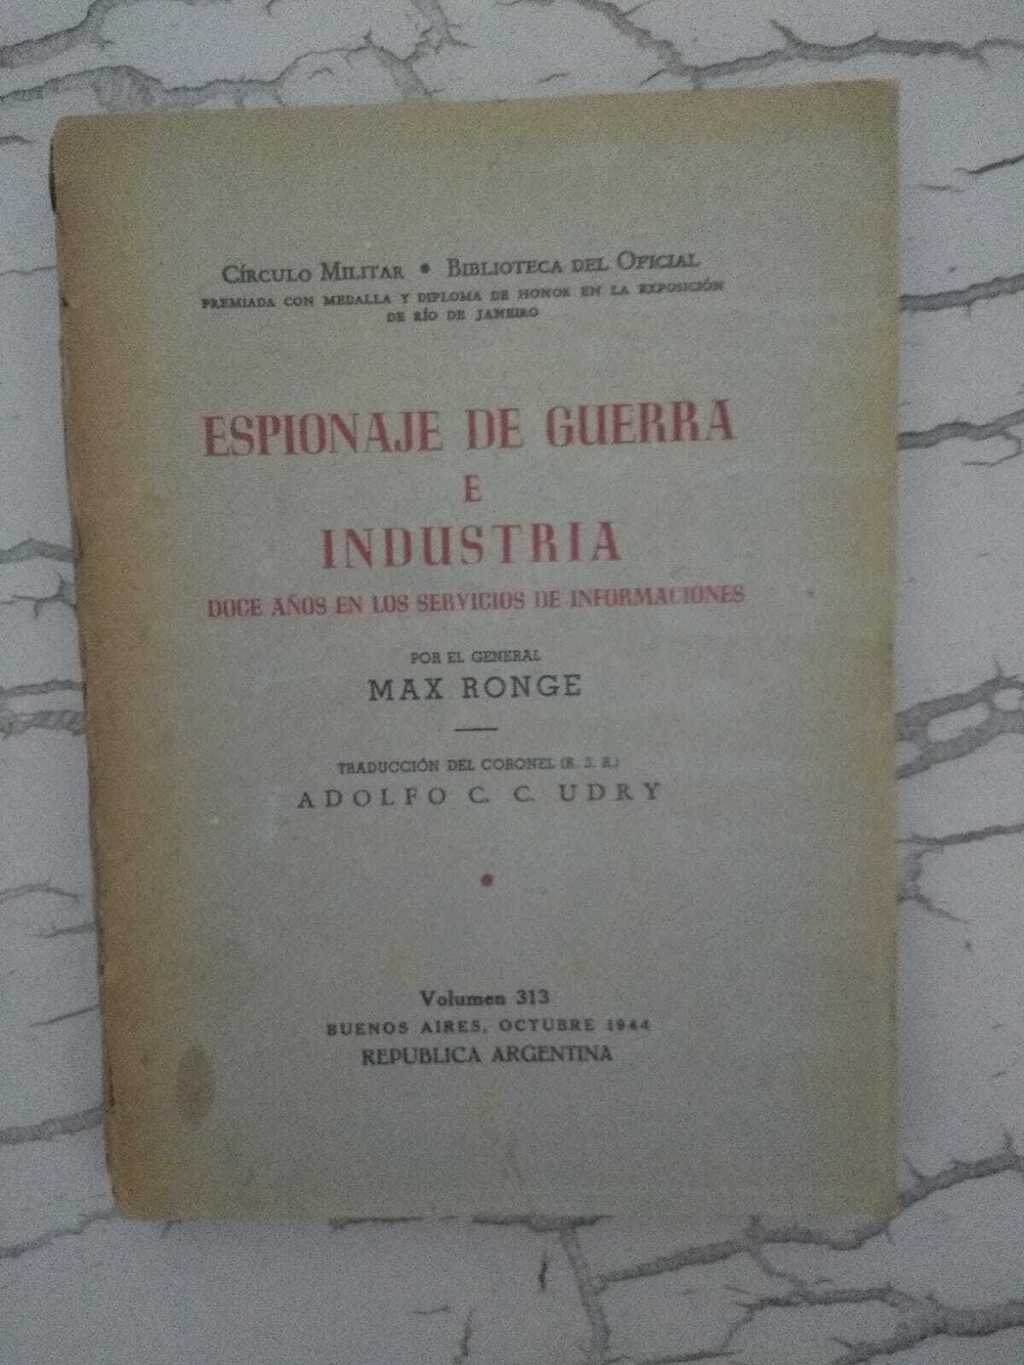 CÍRCULO MILITAR • BIBLIOTECA DEL OFICIAL
PREMIADA CON MEDALLA Y DIPLOMA DE HONOR EN LA EXPOSICIÓN
DE RÍO DE JANEIRO
ESPIONAJE DE GUERRA
E
INDUSTRIA
DOCE AÑOS EN LOS SERVICIOS DE INFORMACIONES
POR EL GENERAL
MAX RONGE
TRADUCCIÓN DEL CORONEL (R. S. R.)
ADOLFO C. C. UDRY
Volumen 313
BUENOS AIRES, OCTUBRE 1944
REPUBLICA ARGENTINA